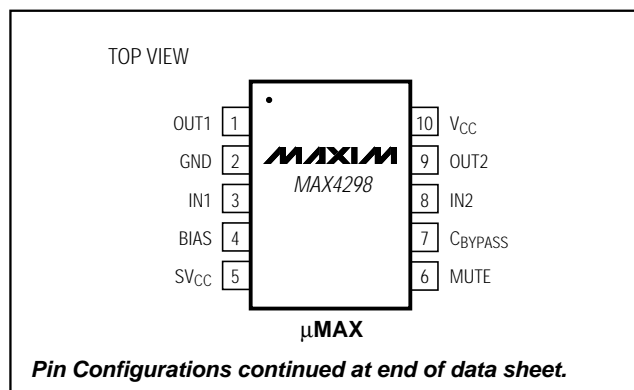 TOP VIEW
OUT1 1 10 VCC
GND 2 MAXIM 9 OUT2
MAX4298
IN1 3 8 IN2
BIAS 4 7 CBYPASS
SVCC 5 6 MUTE
μMAX
Pin Configurations continued at end of data sheet.